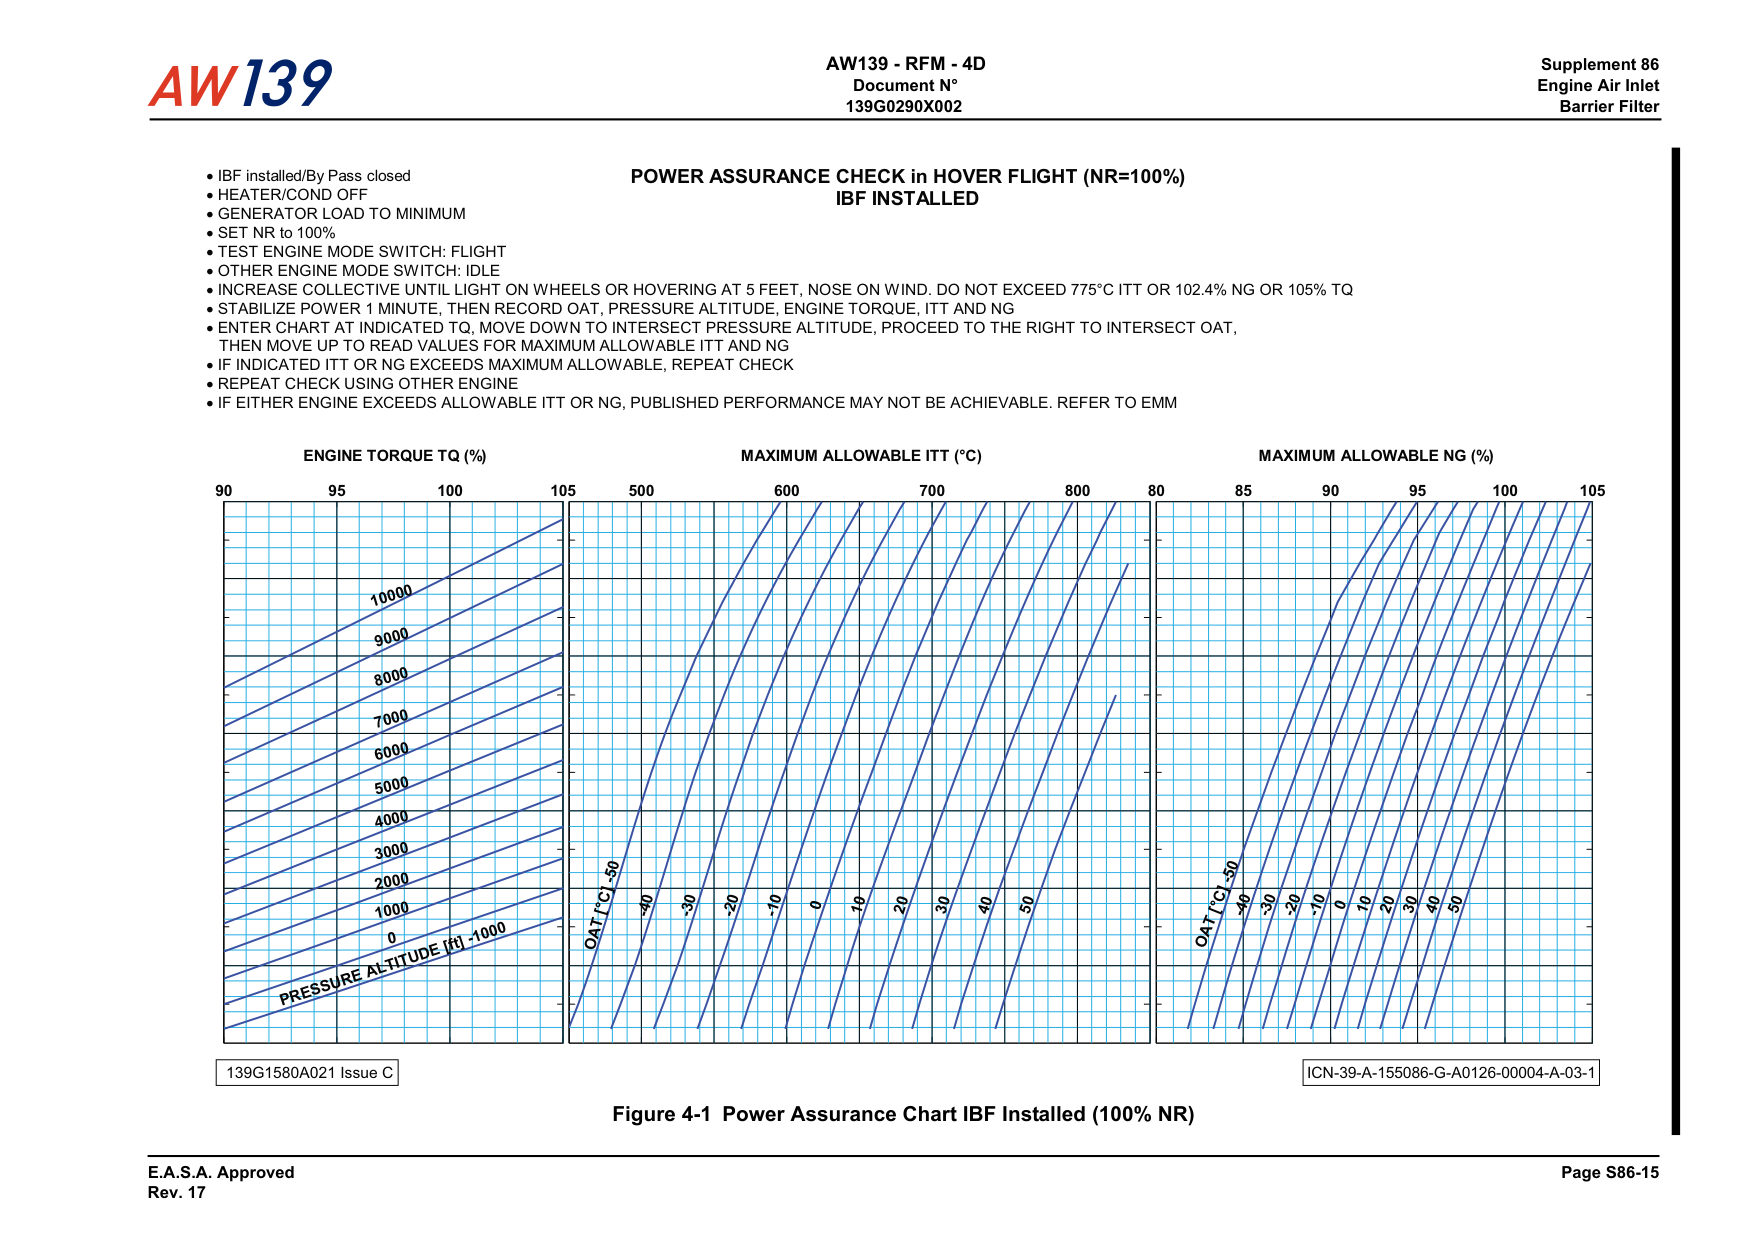 AW139
AW139 - RFM - 4D
Document N°
139G0290X002
Supplement 86
Engine Air Inlet
Barrier Filter
POWER ASSURANCE CHECK in HOVER FLIGHT (NR=100%)
IBF INSTALLED
• IBF installed/By Pass closed
• HEATER/COND OFF
• GENERATOR LOAD TO MINIMUM
• SET NR to 100%
• TEST ENGINE MODE SWITCH: FLIGHT
• OTHER ENGINE MODE SWITCH: IDLE
• INCREASE COLLECTIVE UNTIL LIGHT ON WHEELS OR HOVERING AT 5 FEET, NOSE ON WIND. DO NOT EXCEED 775°C ITT OR 102.4% NG OR 105% TQ
• STABILIZE POWER 1 MINUTE, THEN RECORD OAT, PRESSURE ALTITUDE, ENGINE TORQUE, ITT AND NG
• ENTER CHART AT INDICATED TQ, MOVE DOWN TO INTERSECT PRESSURE ALTITUDE, PROCEED TO THE RIGHT TO INTERSECT OAT,
THEN MOVE UP TO READ VALUES FOR MAXIMUM ALLOWABLE ITT AND NG
• IF INDICATED ITT OR NG EXCEEDS MAXIMUM ALLOWABLE, REPEAT CHECK
• REPEAT CHECK USING OTHER ENGINE
• IF EITHER ENGINE EXCEEDS ALLOWABLE ITT OR NG, PUBLISHED PERFORMANCE MAY NOT BE ACHIEVABLE. REFER TO EMM
ENGINE TORQUE TQ (%)
90 95 100 105
10000
9000
8000
7000
6000
5000
4000
3000
2000
1000
0
PRESSURE ALTITUDE [ft] -1000
MAXIMUM ALLOWABLE ITT (°C)
500 600 700 800
OAT [°C] -50 -40 -30 -20 -10 0 10 20 30 40 50
MAXIMUM ALLOWABLE NG (%)
80 85 90 95 100 105
OAT [°C] -50 -40 -30 -20 -10 0 10 20 30 40 50
139G1580A021 Issue C
ICN-39-A-155086-G-A0126-00004-A-03-1
Figure 4-1 Power Assurance Chart IBF Installed (100% NR)
E.A.S.A. Approved
Rev. 17
Page S86-15